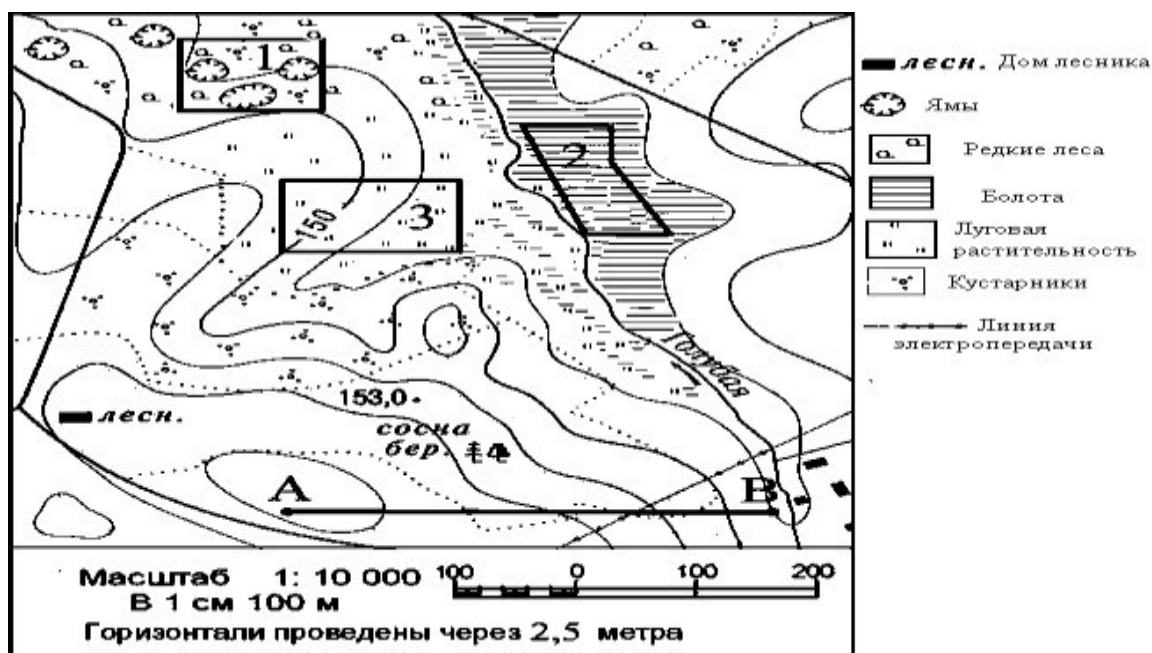 1
2
150
3
Голубая
153,0
лесн.
сосна
бер.
А
В
лесн. Дом лесника
Ямы
Редкие леса
Болота
Луговая
растительность
Кустарники
Линия
электропередачи
Масштаб 1: 10 000
В 1 см 100 м
100 0 100 200
Горизонтали проведены через 2,5 метра